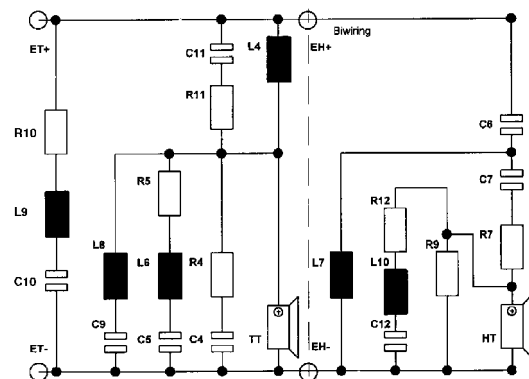 ET+
C11
L4
EH+
Biwiring
R11
R10
C6
C7
R5
R12
L9
L8
L6
R4
L7
L10
R9
R7
C10
C9
C5
C4
TT
C12
HT
ET-
EH-